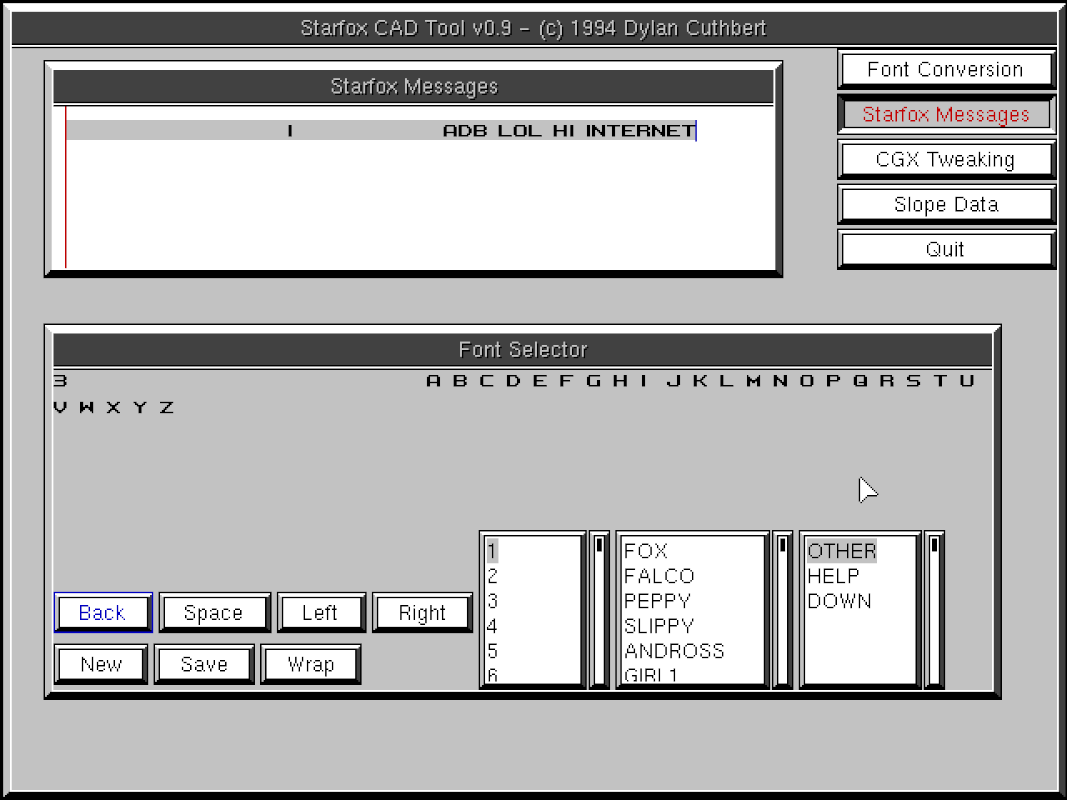 Starfox CAD Tool v0.9 – (c) 1994 Dylan Cuthbert
Font Conversion
Starfox Messages
CGX Tweaking
Slope Data
Quit
Starfox Messages
I ADB LOL HI INTERNET
Font Selector
3 A B C D E F G H I J K L M N O P Q R S T U
V W X Y Z
1
2
3
4
5
6
FOX
FALCO
PEPPY
SLIPPY
ANDROSS
GIRL1
OTHER
HELP
DOWN
Back Space Left Right
New Save Wrap